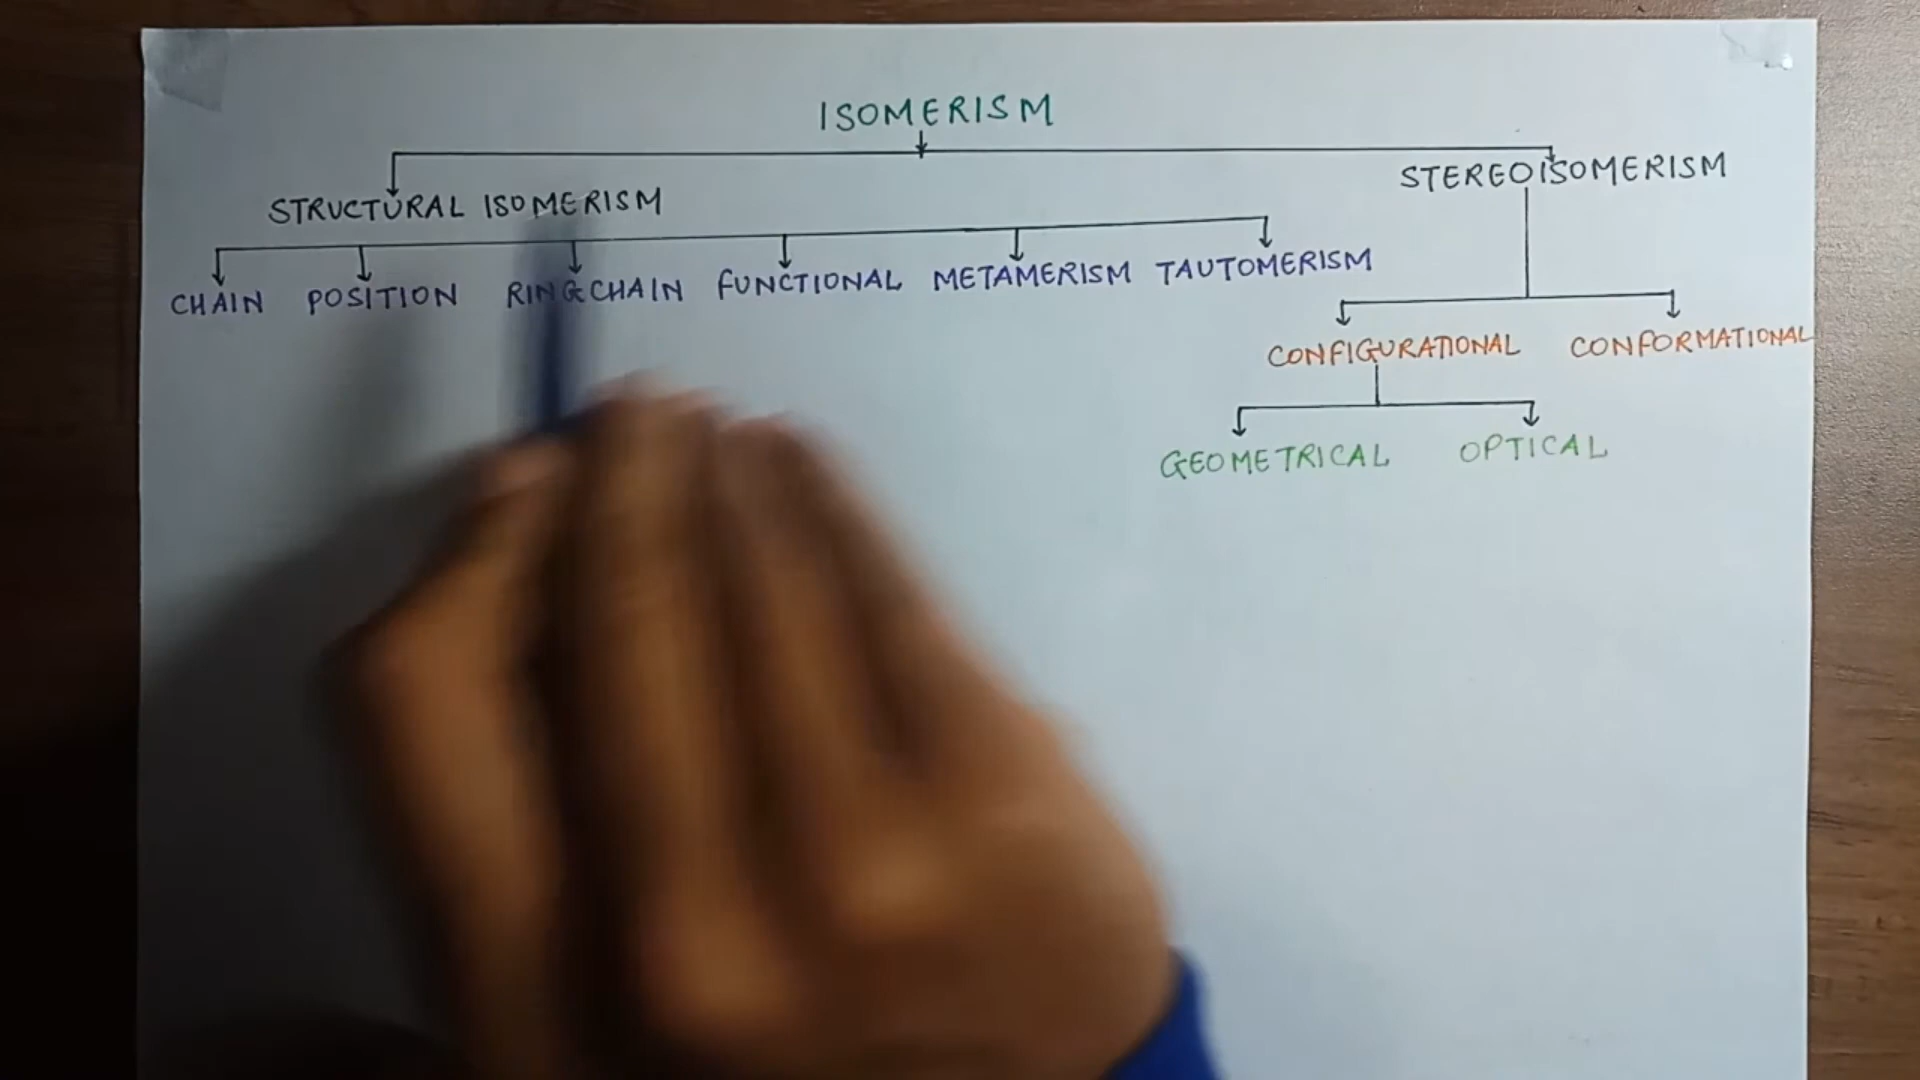 ISOMERISM
STRUCTURAL ISOMERISM
STEREOISOMERISM
CHAIN POSITION RING CHAIN FUNCTIONAL METAMERISM TAUTOMERISM
CONFIGURATIONAL CONFORMATIONAL
GEOMETRICAL OPTICAL